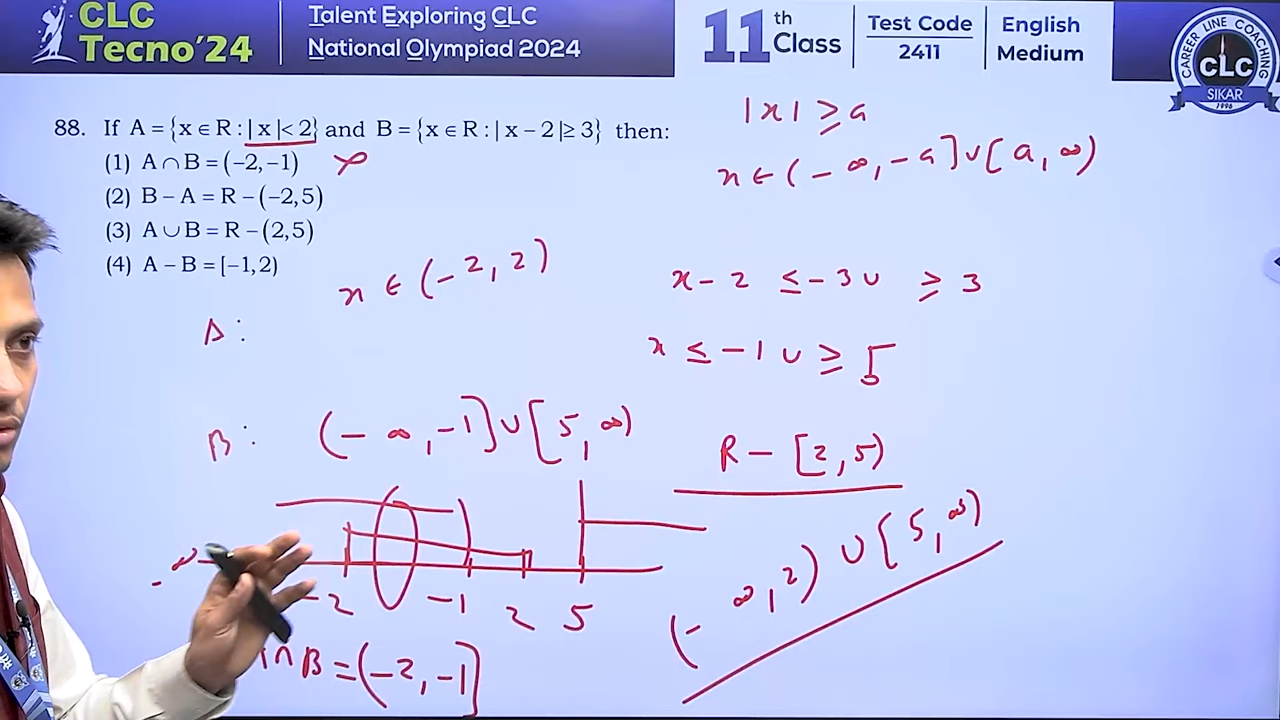 CLC
Tecno'24
Talent Exploring CLC
National Olympiad 2024
11th Class
Test Code
2411
English
Medium
CAREER LINE COACHING
CLC
SIKAR
1996
88. If A = {x ∈ R : | x |< 2} and B = {x ∈ R : | x − 2 |≥ 3} then:
(1) A ∩ B = (−2, −1)
(2) B − A = R − (−2, 5)
(3) A ∪ B = R − (2, 5)
(4) A − B = [−1, 2)
|x| ≥ a
x ∈ (-∞, -a] ∪ [a, ∞)
x ∈ (-2, 2)
x - 2 ≤ -3 ∪ ≥ 3
A:
x ≤ -1 ∪ ≥ 5
B: (-∞, -1] ∪ [5, ∞)
R - [2, 5)
(-∞, 2) ∪ [5, ∞)
-∞
-2 -1 2 5
∩ B = (-2, -1]